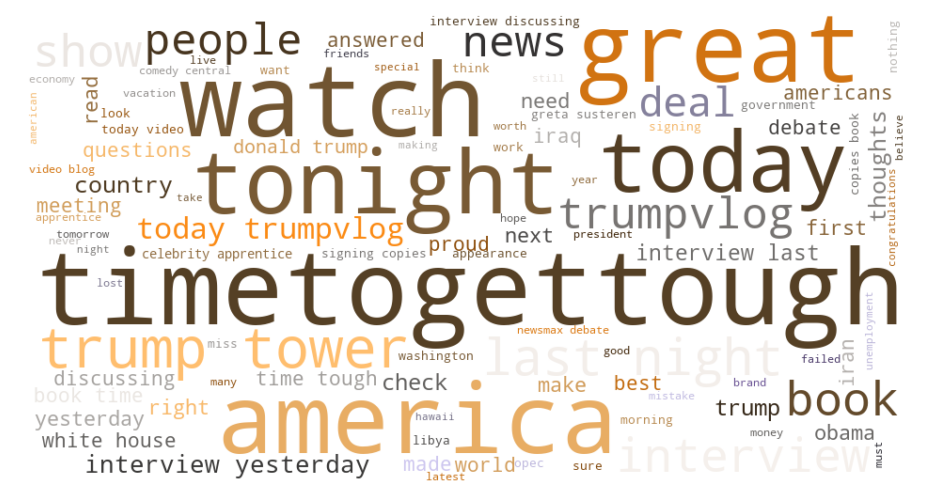 interview discussing
show people answered news great nothing
live friends
comedy central want special think still
economy watch
american read vacation look really need deal government americans
today video greta susteren
worth iraq signing debate
questions donald trump making work today copies book thoughts believe
video blog
country take tonight year
meeting trumpvlog first congratulations
apprentice today trumpvlog hope
tomorrow proud next president
never night celebrity apprentice signing copies appearance interview last
lost timetogettough
newsmax debate unemployment
trump tower miss washington last night good failed iran
discussing many time tough check make best brand
book time mistake book
yesterday right america hawaii morning trump
white house libya money obama
interview yesterday made world opec sure interview must
latest